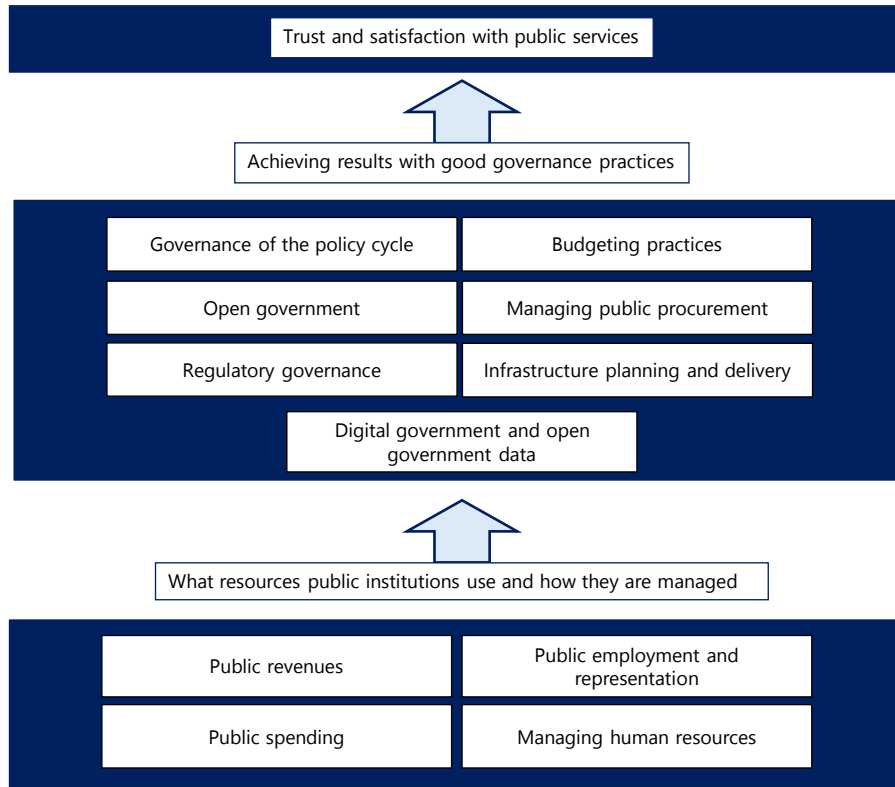 Trust and satisfaction with public services
Achieving results with good governance practices
Governance of the policy cycle
Budgeting practices
Open government
Managing public procurement
Regulatory governance
Infrastructure planning and delivery
Digital government and open
government data
What resources public institutions use and how they are managed
Public revenues
Public employment and
representation
Public spending
Managing human resources